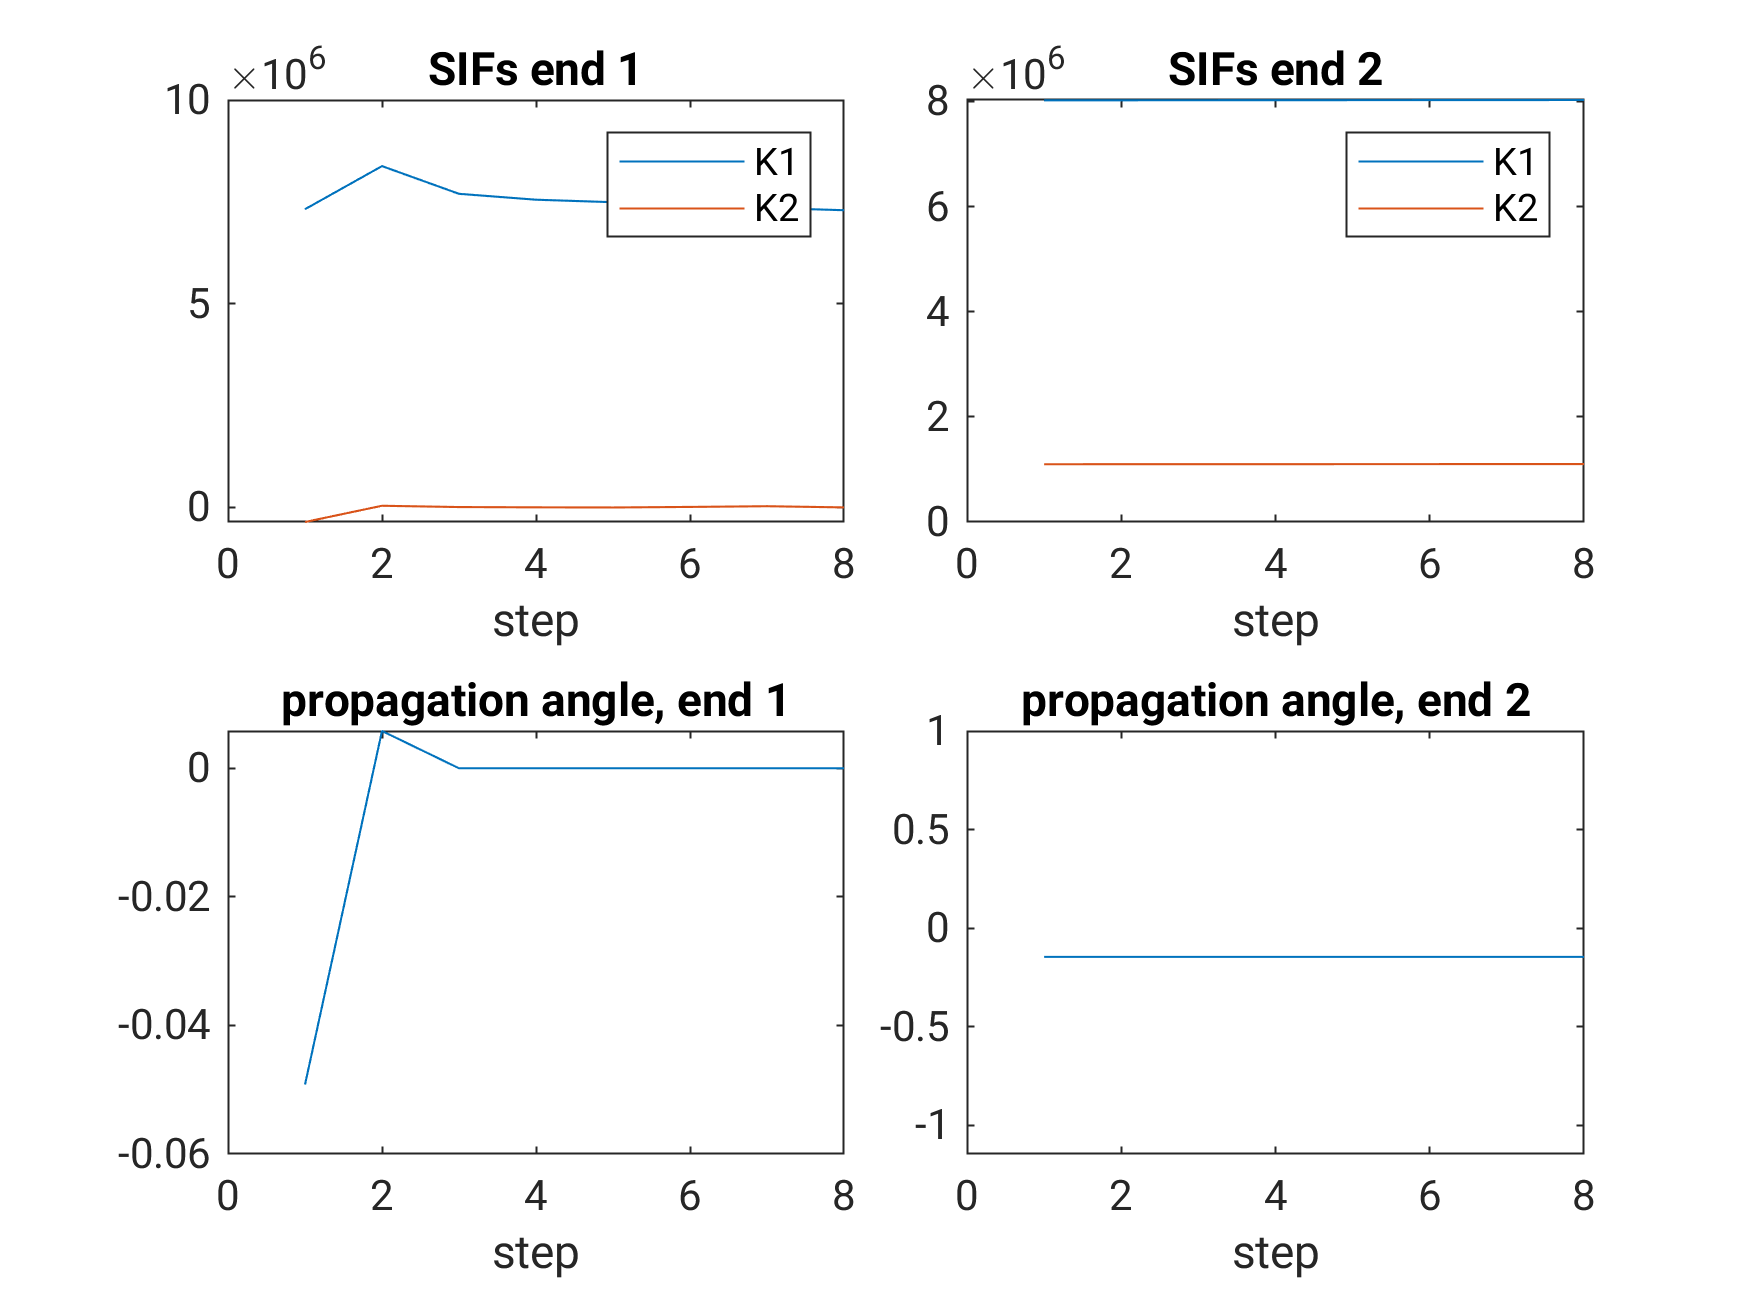 ×10^6 SIFs end 1
10
5
0
K1
K2
0 2 4 6 8
step
×10^6 SIFs end 2
8
6
4
2
0
K1
K2
0 2 4 6 8
step
propagation angle, end 1
0
-0.02
-0.04
-0.06
0 2 4 6 8
step
propagation angle, end 2
1
0.5
0
-0.5
-1
0 2 4 6 8
step